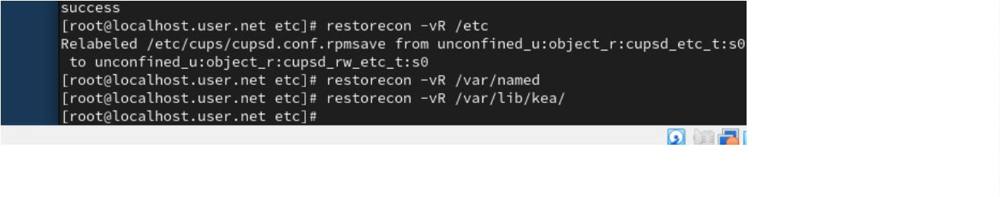 success
[root@localhost.user.net etc]# restorecon -vR /etc
Relabeled /etc/cups/cupsd.conf.rpmsave from unconfined_u:object_r:cupsd_etc_t:s0
 to unconfined_u:object_r:cupsd_rw_etc_t:s0
[root@localhost.user.net etc]# restorecon -vR /var/named
[root@localhost.user.net etc]# restorecon -vR /var/lib/kea/
[root@localhost.user.net etc]#